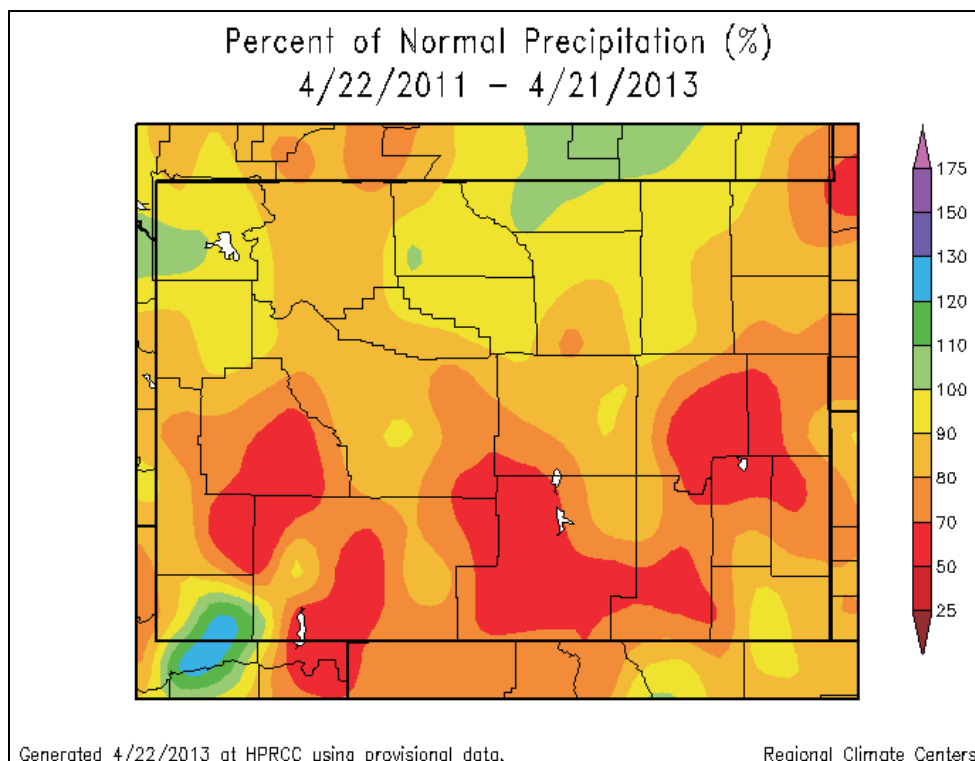 Percent of Normal Precipitation (%)
4/22/2011 – 4/21/2013
175
150
130
120
110
100
90
80
70
50
25
Generated 4/22/2013 at HPRCC using provisional data.
Regional Climate Centers